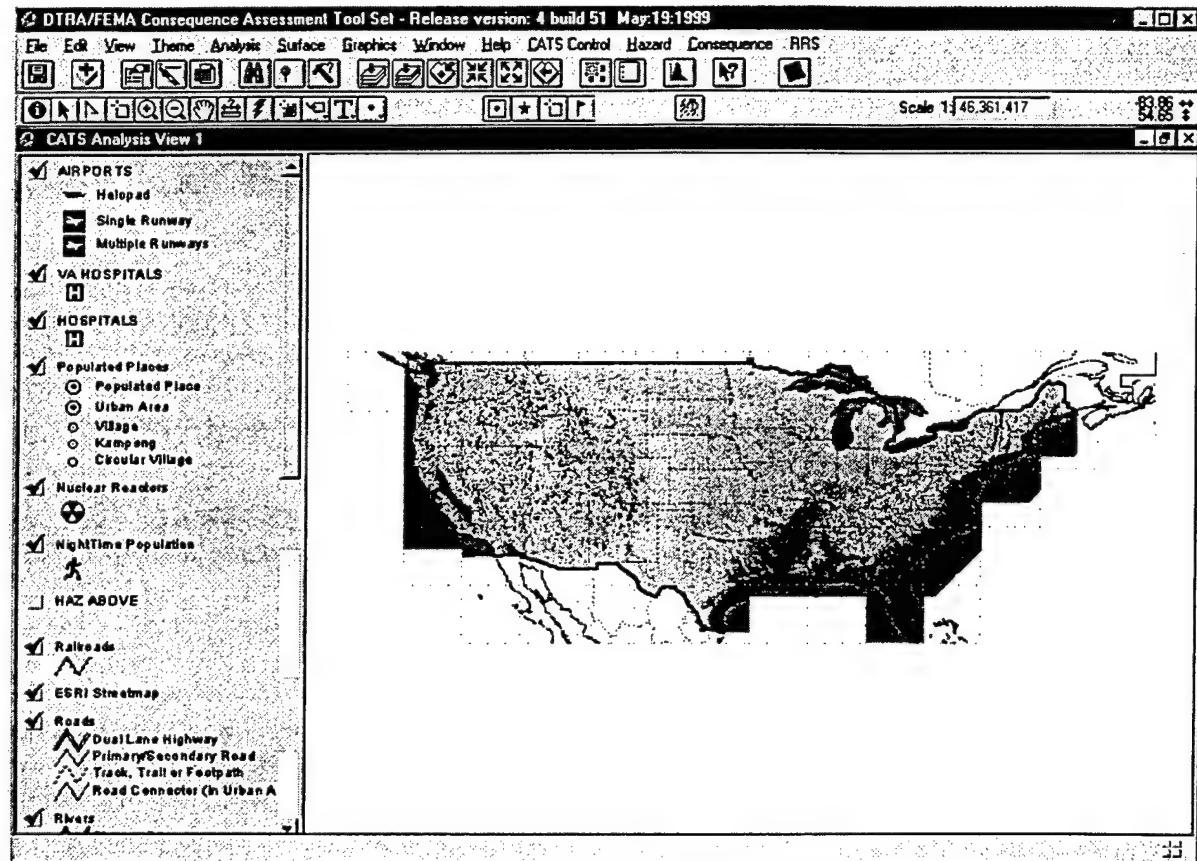 DTRA/FEMA Consequence Assessment Tool Set - Release version: 4 build 51 May:19:1999
File Edit View Theme Analysis Surface Graphics Window Help CATS Control Hazard Consequence RRS
Scale 1: 46,361,417
-83.86
54.65
CATS Analysis View 1
AIRPORTS
Helopad
Single Runway
Multiple Runways
VA HOSPITALS
H
HOSPITALS
H
Populated Places
Populated Place
Urban Area
Village
Kampong
Circular Village
Nuclear Reactors
NightTime Population
HAZ ABOVE
Railroads
ESRI Streetmap
Roads
Dual Lane Highway
Primary/Secondary Road
Track, Trail or Footpath
Road Connector (In Urban A
Rivers